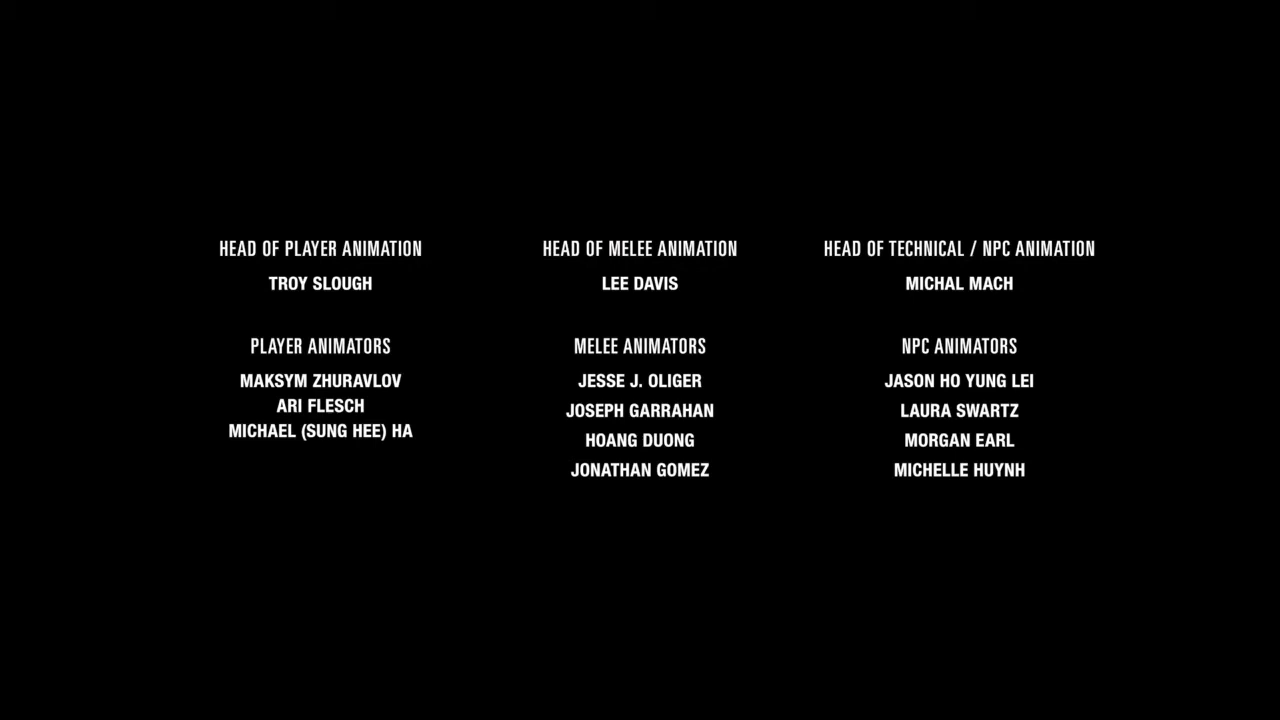 HEAD OF PLAYER ANIMATION
TROY SLOUGH
PLAYER ANIMATORS
MAKSYM ZHURAVLOV
ARI FLESCH
MICHAEL (SUNG HEE) HA
HEAD OF MELEE ANIMATION
LEE DAVIS
MELEE ANIMATORS
JESSE J. OLIGER
JOSEPH GARRAHAN
HOANG DUONG
JONATHAN GOMEZ
HEAD OF TECHNICAL / NPC ANIMATION
MICHAL MACH
NPC ANIMATORS
JASON HO YUNG LEI
LAURA SWARTZ
MORGAN EARL
MICHELLE HUYNH